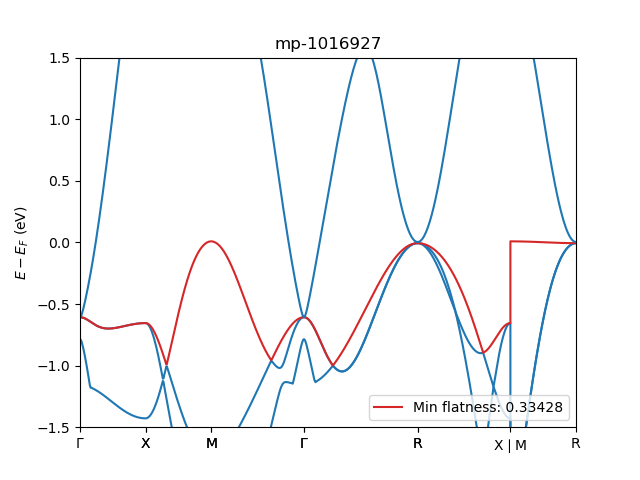 mp-1016927
E − E_F (eV)
1.5
1.0
0.5
0.0
−0.5
−1.0
−1.5
Min flatness: 0.33428
Γ X M Γ R X | M R